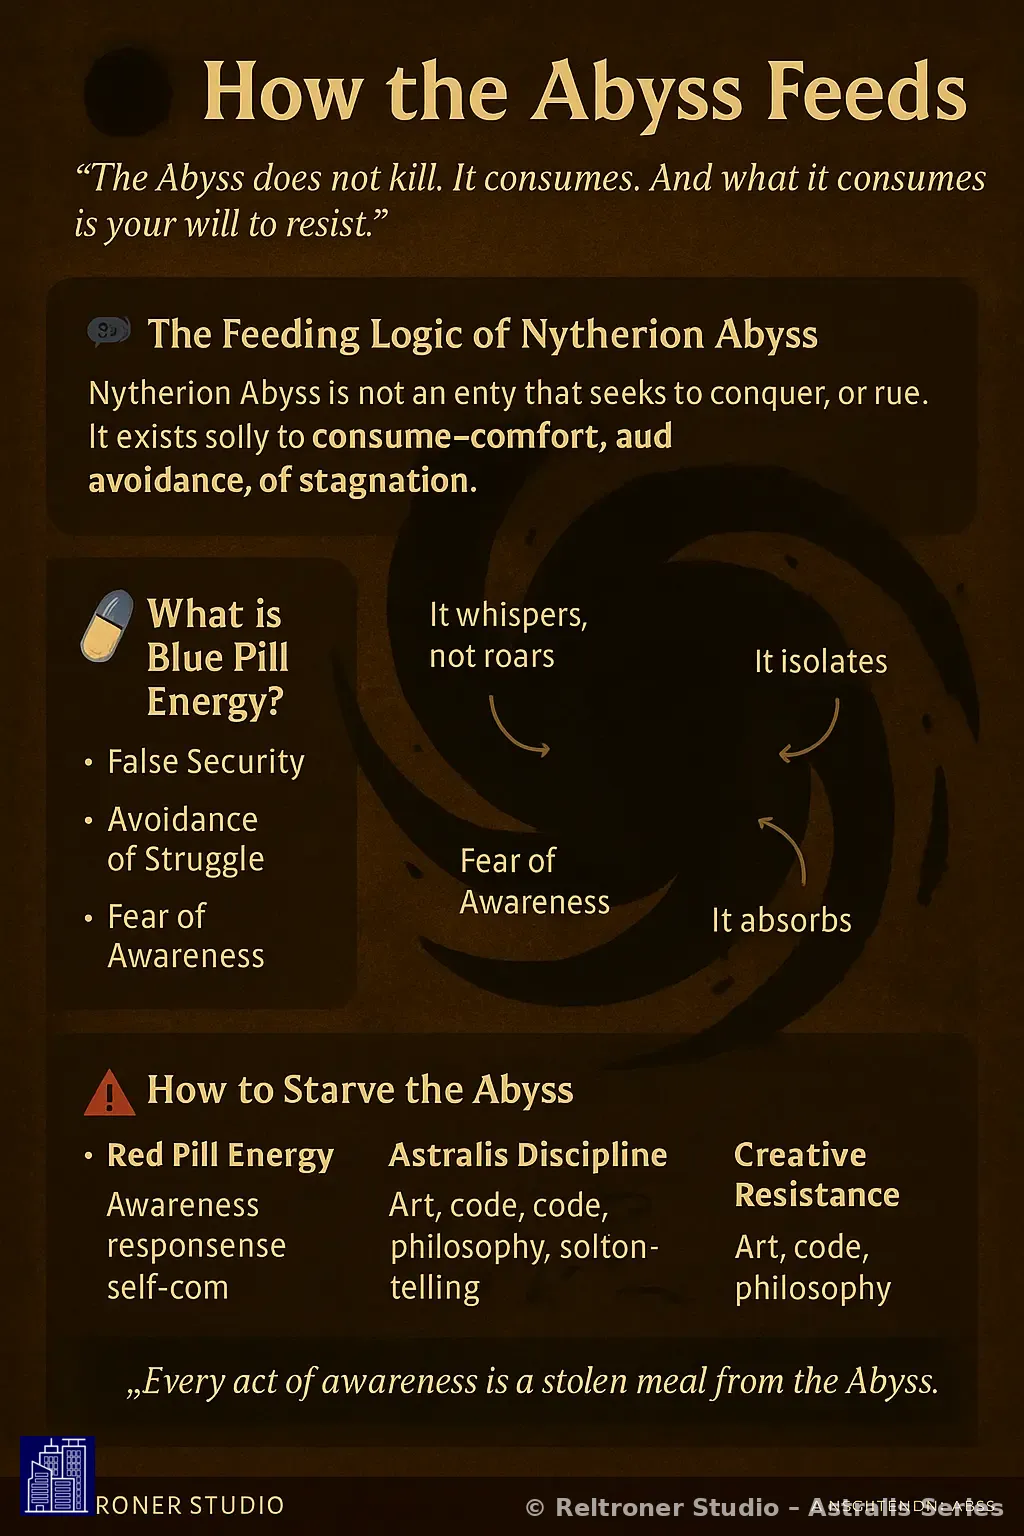 How the Abyss Feeds
“The Abyss does not kill. It consumes. And what it consumes
is your will to resist.”
The Feeding Logic of Nytherion Abyss
Nytherion Abyss is not an enty that seeks to conquer, or rue.
It exists solly to consume–comfort, aud
avoidance, of stagnation.
What is
Blue Pill
Energy?
• False Security
• Avoidance
of Struggle
• Fear of
Awareness
It whispers,
not roars
It isolates
Fear of
Awareness
It absorbs
How to Starve the Abyss
• Red Pill Energy
Awareness
responsense
self-com
Astralis Discipline
Art, code, code,
philosophy, solton-
telling
Creative
Resistance
Art, code,
philosophy
„Every act of awareness is a stolen meal from the Abyss.
RONER STUDIO
© Reltroner Studio – Astralis Series